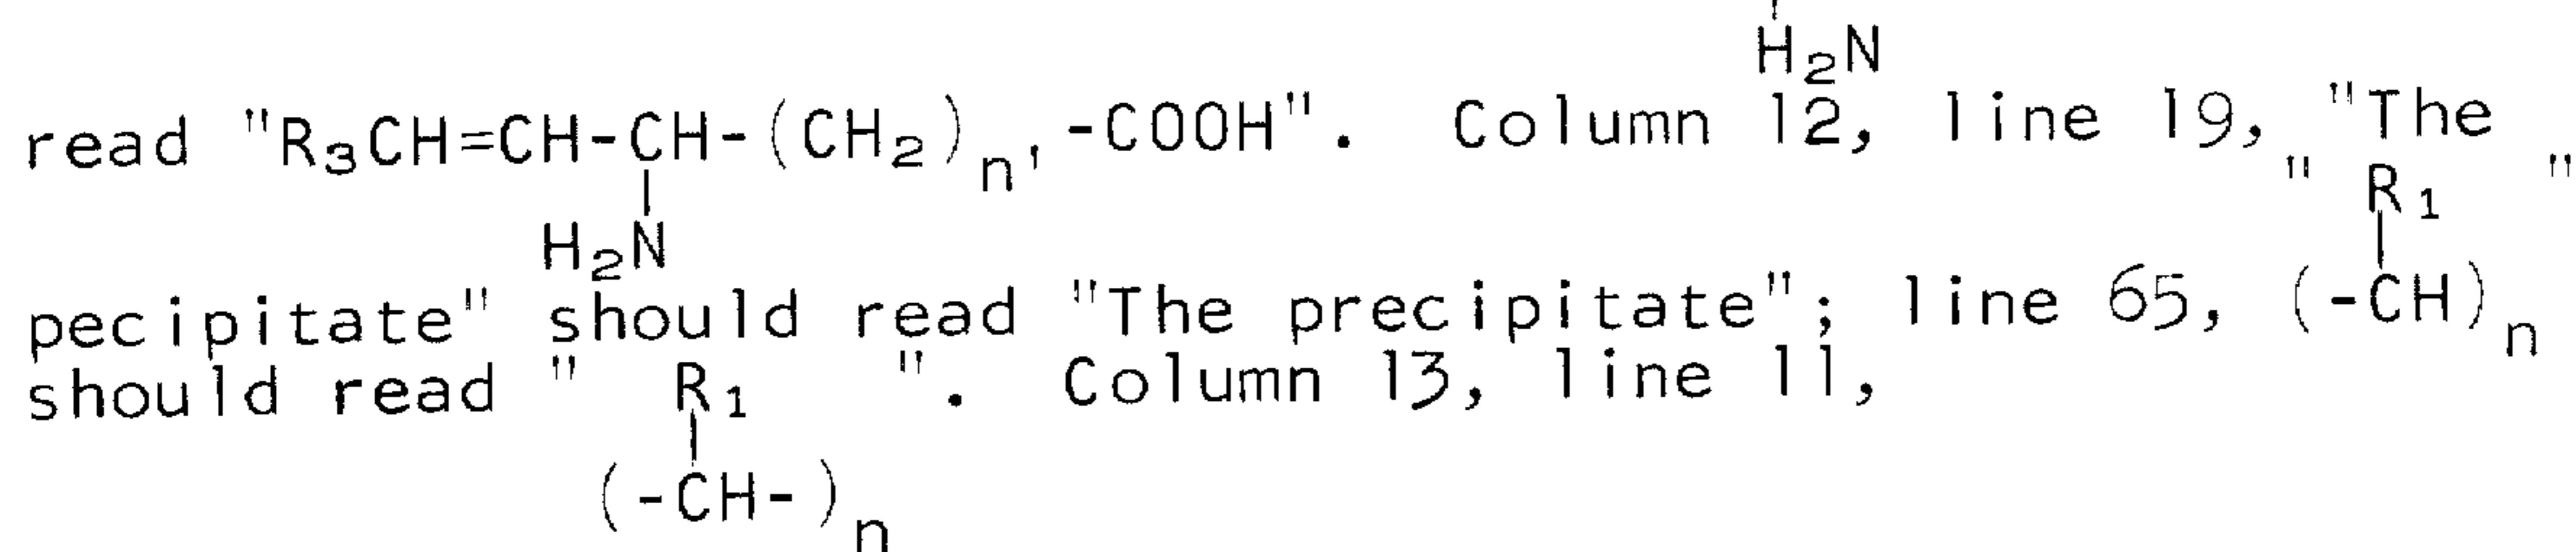 H₂N
read "R₃CH=CH-CH-(CH₂)n'-COOH". Column 12, line 19, "The
" R₁ "
|
H₂N
pecipitate" should read "The precipitate"; line 65, (-CH)n
should read " R₁ ". Column 13, line 11,
|
(-CH-)n